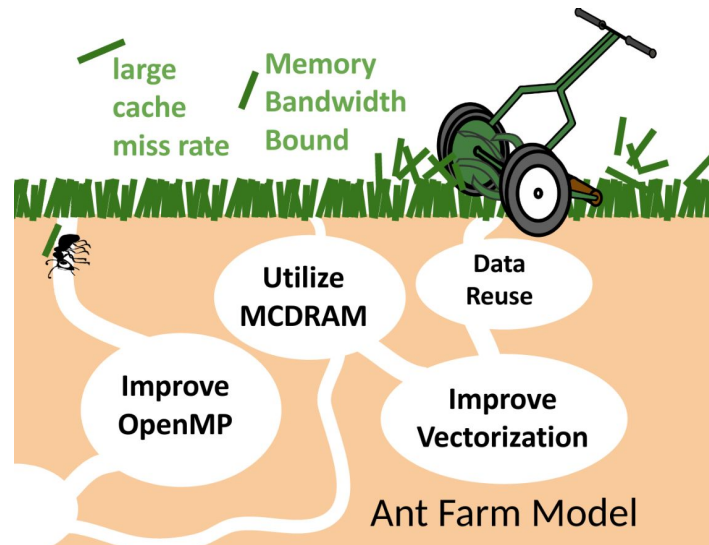 large
cache
miss rate
Memory
Bandwidth
Bound
Utilize
MCDRAM
Data
Reuse
Improve
OpenMP
Improve
Vectorization
Ant Farm Model